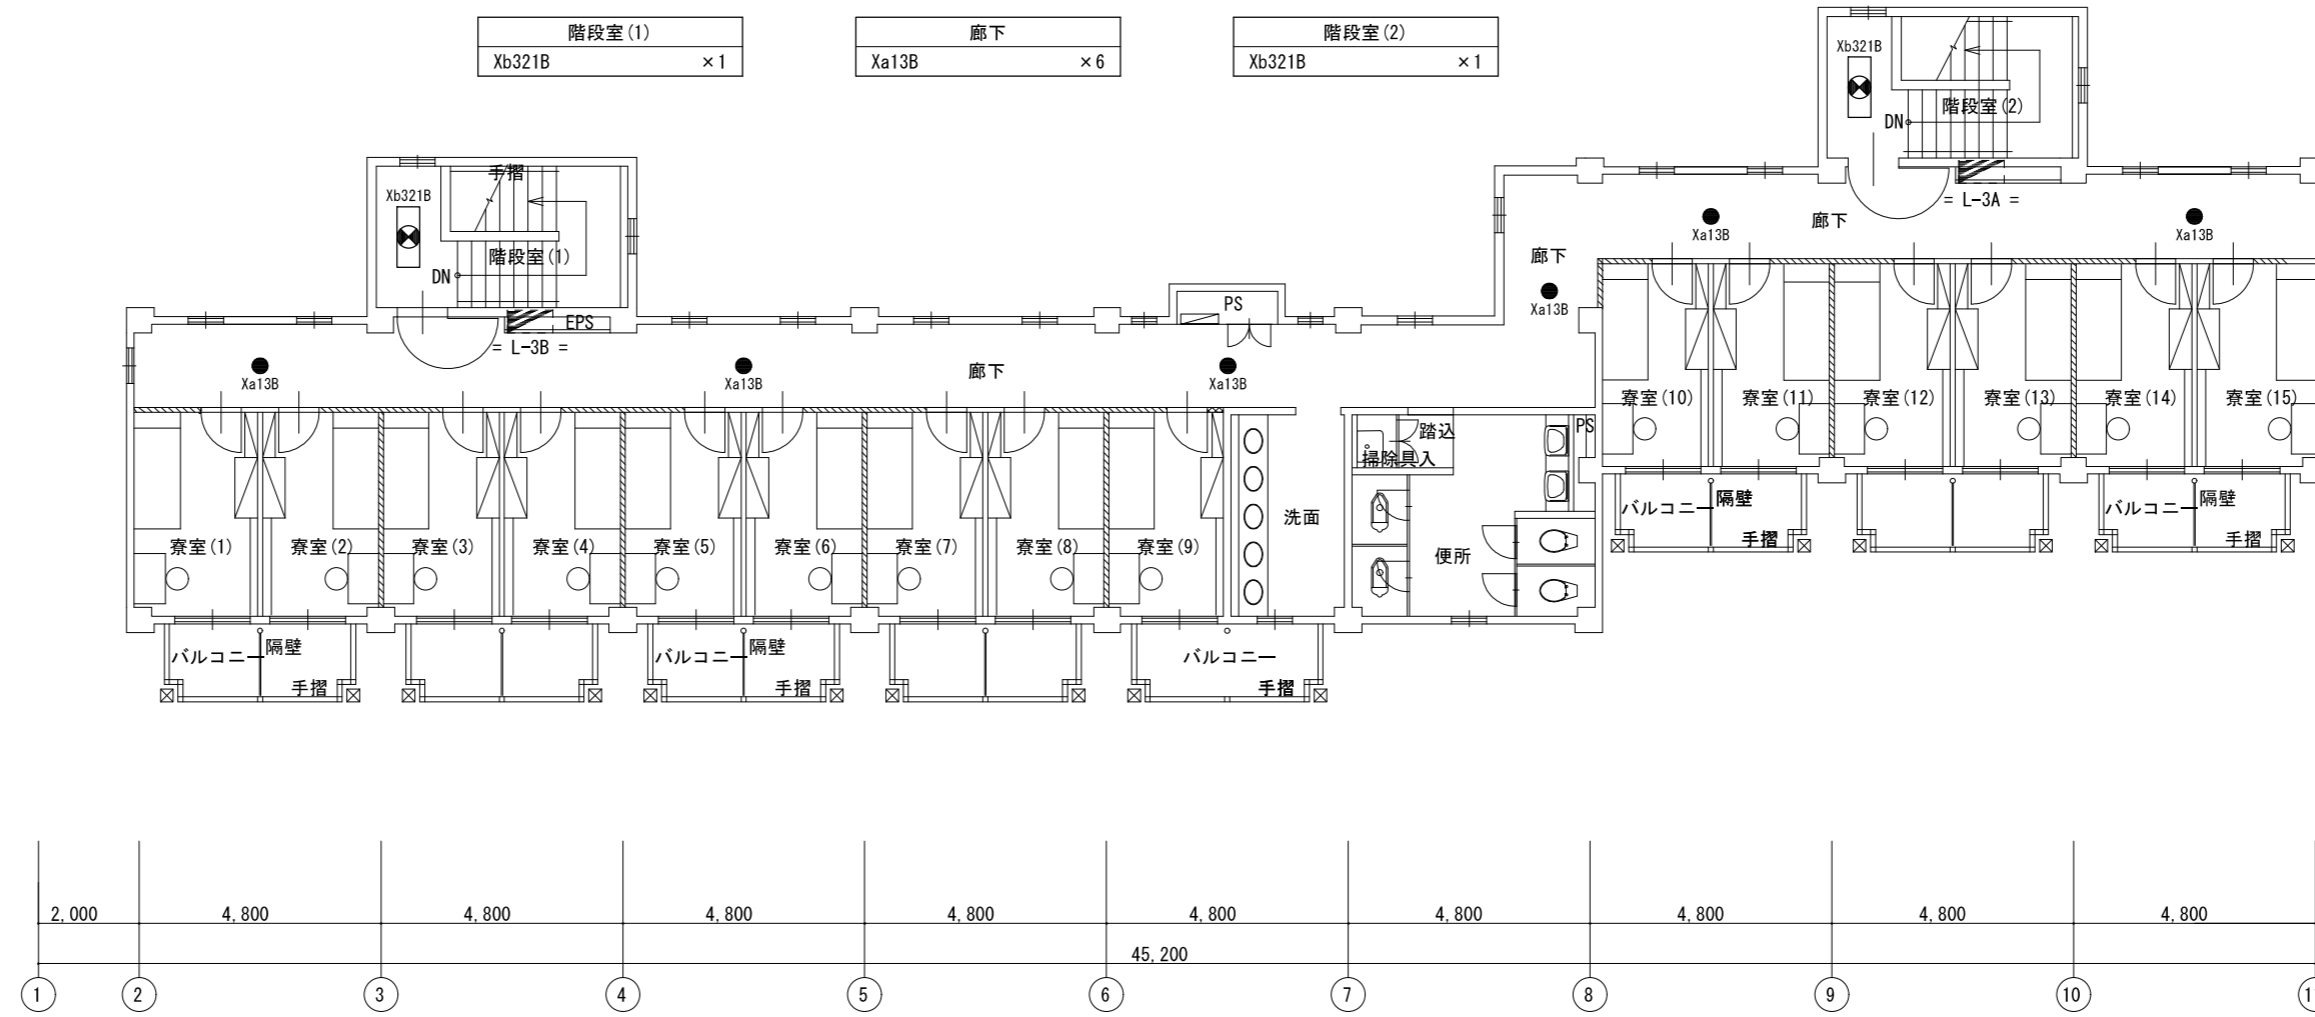 階段室(1)
Xb321B ×1
廊下
Xa13B ×6
階段室(2)
Xb321B ×1
Xb321B
階段室(2)
DN
手摺
Xb321B
階段室(1)
DN
EPS
= L-3B =
PS
= L-3A =
廊下
Xa13B
廊下
Xa13B
Xa13B
Xa13B
Xa13B
廊下
Xa13B
寮室(10)
寮室(11)
寮室(12)
寮室(13)
寮室(14)
寮室(15)
踏込
掃除具入
PS
洗面
便所
寮室(1)
寮室(2)
寮室(3)
寮室(4)
寮室(5)
寮室(6)
寮室(7)
寮室(8)
寮室(9)
バルコニー
隔壁
手摺
バルコニー
隔壁
手摺
バルコニー
隔壁
手摺
バルコニー
隔壁
手摺
バルコニー
手摺
2,000
4,800
4,800
4,800
4,800
4,800
4,800
4,800
4,800
4,800
45,200
1
2
3
4
5
6
7
8
9
10